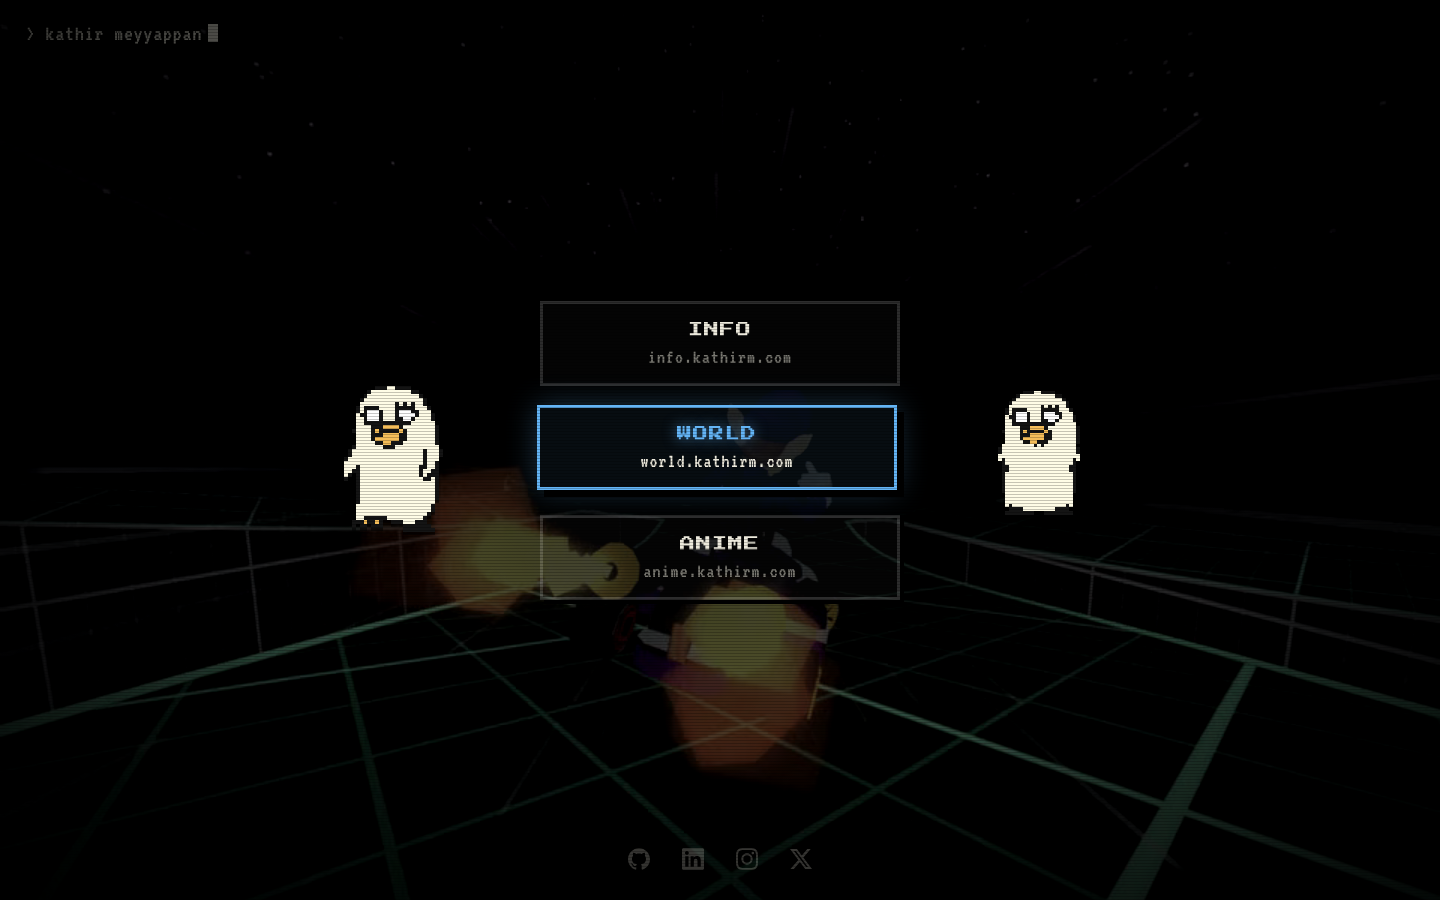 ❯ kathir meyyappan
INFO
info.kathirm.com
WORLD
world.kathirm.com
ANIME
anime.kathirm.com